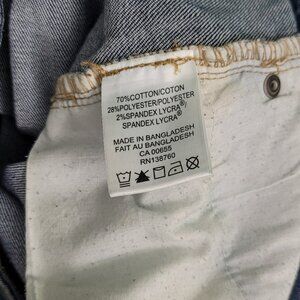 70%COTTON/COTON
28%POLYESTER/POLYESTER
2%SPANDEX LYCRA®/
SPANDEX LYCRA®
MADE IN BANGLADESH
FAIT AU BANGLADESH
CA 00655
RN138760